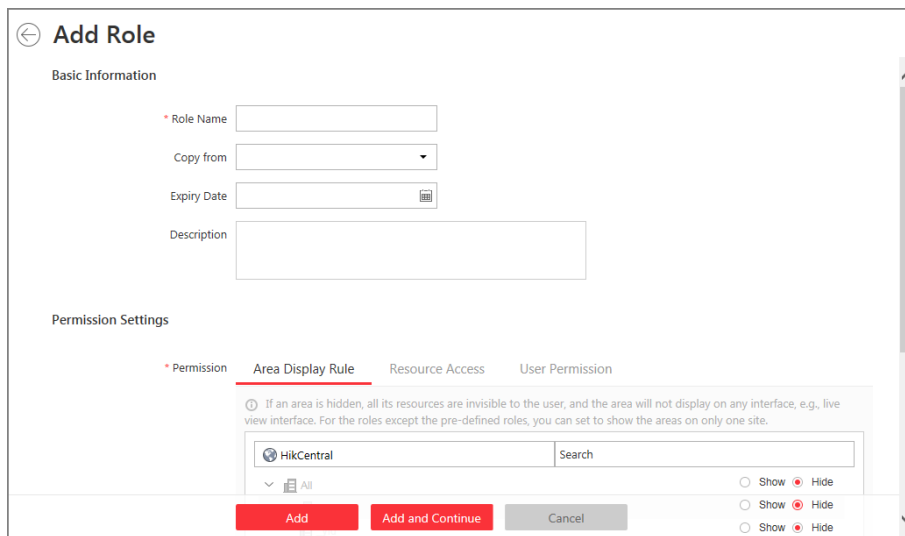 Add Role
Basic Information
* Role Name
Copy from
Expiry Date
Description
Permission Settings
* Permission Area Display Rule Resource Access User Permission
If an area is hidden, all its resources are invisible to the user, and the area will not display on any interface, e.g., live
view interface. For the roles except the pre-defined roles, you can set to show the areas on only one site.
HikCentral Search
All Show Hide
Show Hide
Show Hide
Add Add and Continue Cancel